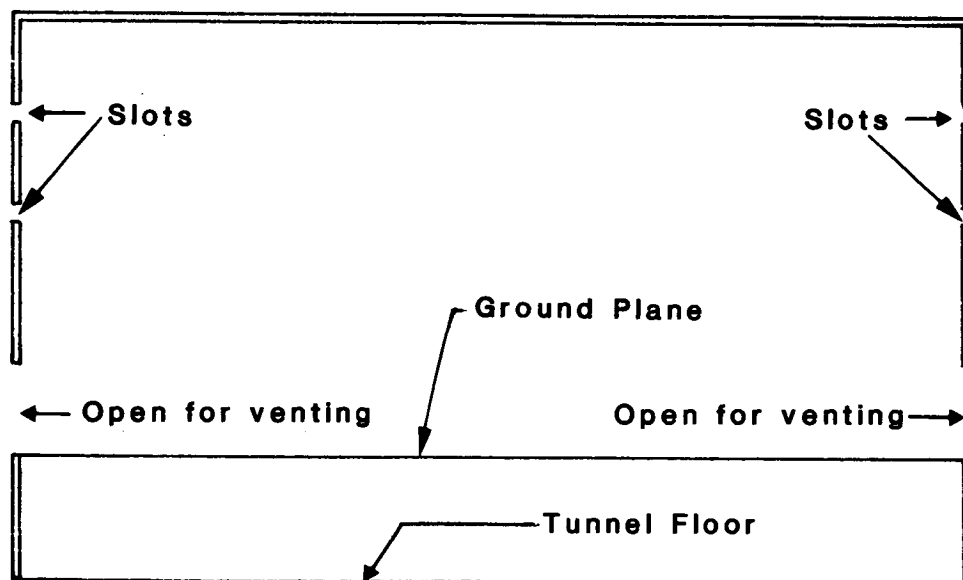 Slots
Slots
Ground Plane
Open for venting
Open for venting
Tunnel Floor